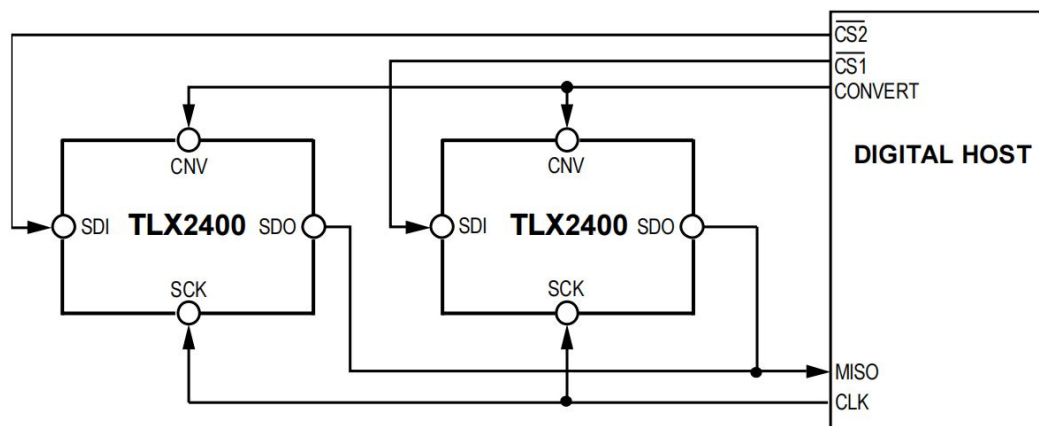 CS2
CS1
CONVERT
DIGITAL HOST
CNV
SDI TLX2400 SDO
SCK
CNV
SDI TLX2400 SDO
SCK
MISO
CLK